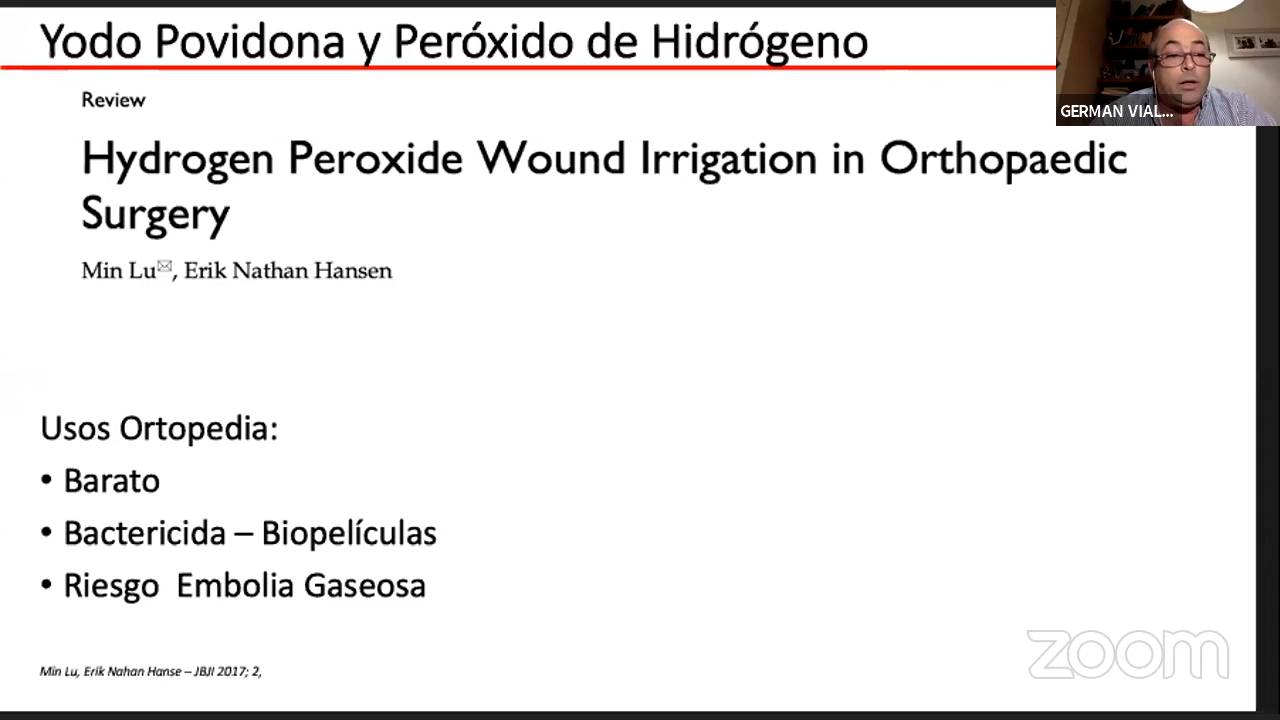 Yodo Povidona y Peróxido de Hidrógeno
GERMAN VIAL...
Review
Hydrogen Peroxide Wound Irrigation in Orthopaedic
Surgery
Min Lu✉, Erik Nathan Hansen
Usos Ortopedia:
• Barato
• Bactericida – Biopelículas
• Riesgo Embolia Gaseosa
Min Lu, Erik Nahan Hanse – JBJI 2017; 2,
zoom